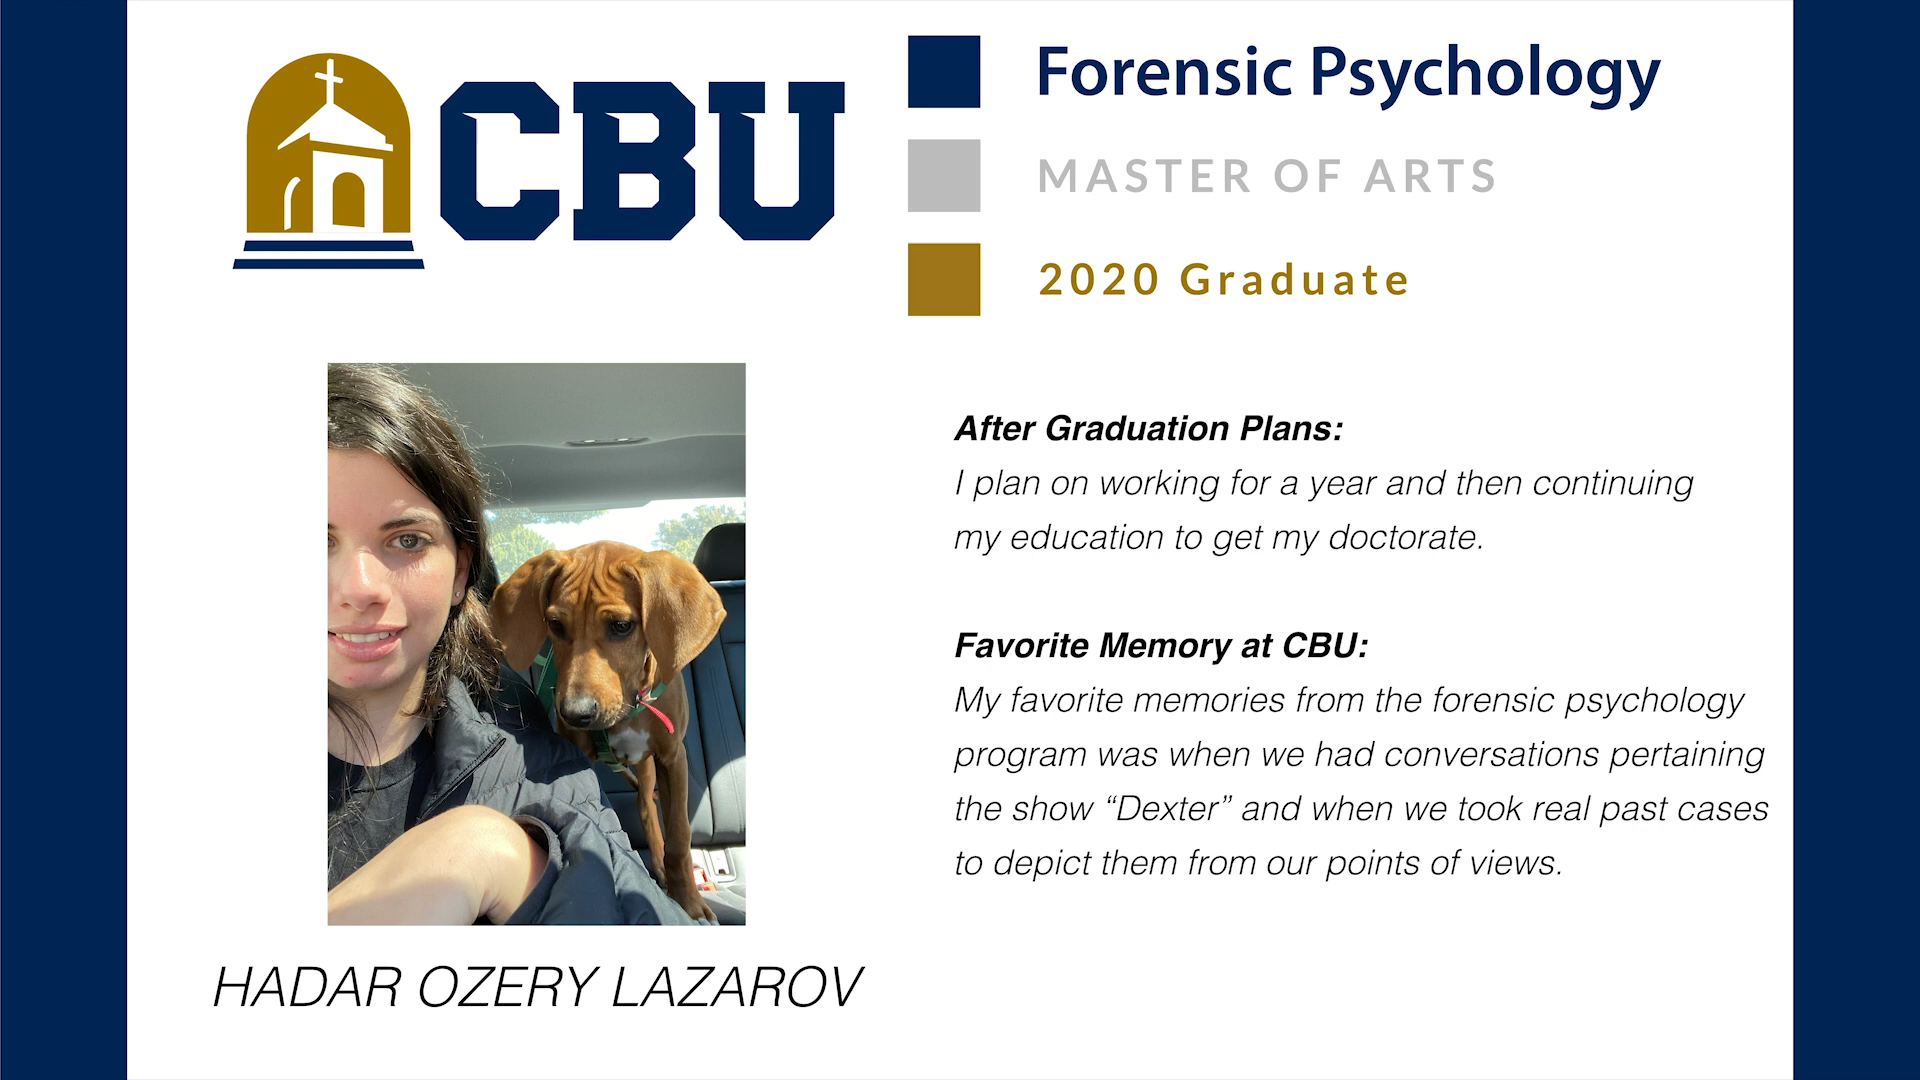 CBU
Forensic Psychology
MASTER OF ARTS
2020 Graduate
After Graduation Plans:
I plan on working for a year and then continuing
my education to get my doctorate.
Favorite Memory at CBU:
My favorite memories from the forensic psychology
program was when we had conversations pertaining
the show “Dexter” and when we took real past cases
to depict them from our points of views.
HADAR OZERY LAZAROV